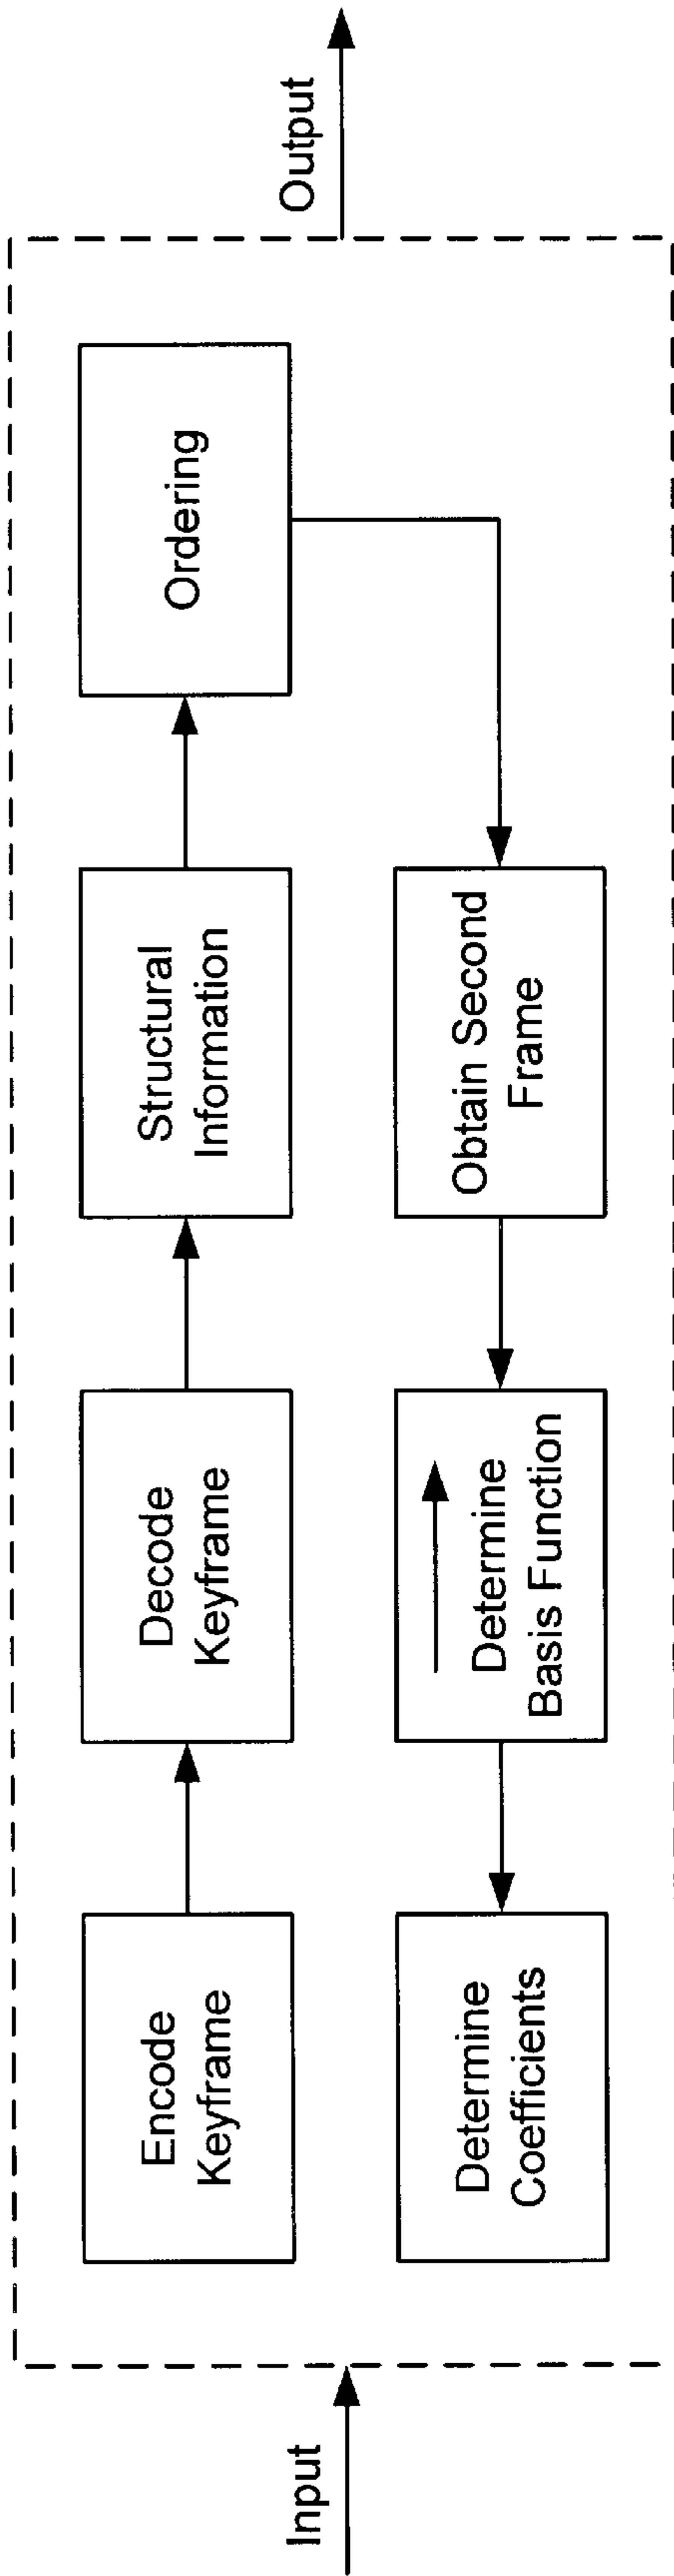 Input
Encode
Keyframe
Decode
Keyframe
Structural
Information
Ordering
Obtain Second
Frame
Determine
Basis Function
Determine
Coefficients
Output